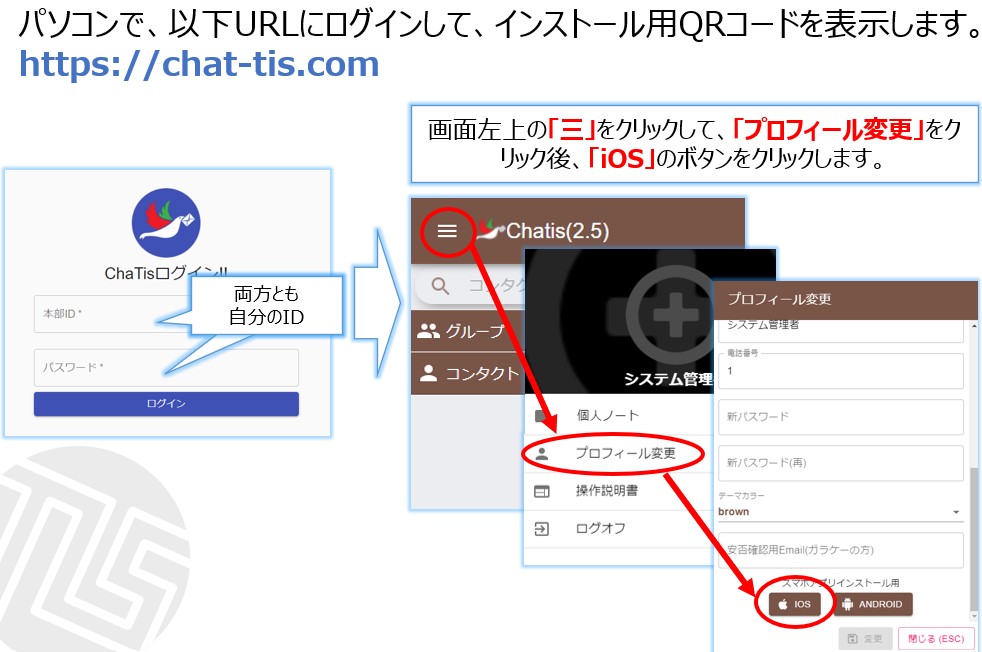 パソコンで、以下URLにログインして、インストール用QRコードを表示します。
https://chat-tis.com
画面左上の「三」をクリックして、「プロフィール変更」をク
リック後、「iOS」のボタンをクリックします。
ChaTisログイン!!
両方とも
自分のID
本部ID *
パスワード *
ログイン
Chatis(2.5)
コンタク
グループ
コンタクト
システム管理
個人ノート
プロフィール変更
操作説明書
ログオフ
プロフィール変更
システム管理者
電話番号
1
新パスワード
新パスワード(再)
テーマカラー
brown
安否確認用Email(ガラケーの方)
スマホアプリインストール用
IOS
ANDROID
変更
閉じる (ESC)
TLS